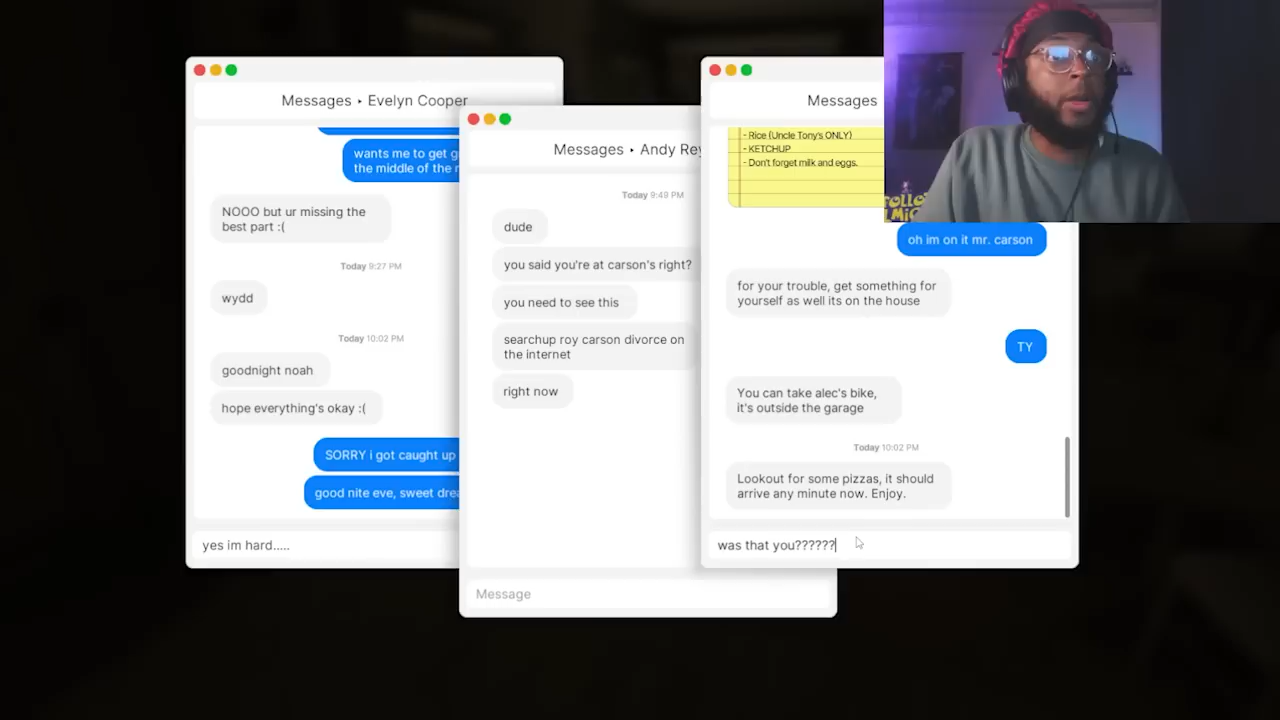 Messages ‣ Evelyn Cooper
wants me to get g
the middle of the r
NOOO but ur missing the
best part :(
Today 9:27 PM
wydd
Today 10:02 PM
goodnight noah
hope everything's okay :(
SORRY i got caught up
good nite eve, sweet drea
yes im hard.....
Messages ‣ Andy Rey
Today 9:49 PM
dude
you said you're at carson's right?
you need to see this
searchup roy carson divorce on
the internet
right now
Message
Messages
- Rice (Uncle Tony's ONLY)
- KETCHUP
- Don't forget milk and eggs.
oh im on it mr. carson
for your trouble, get something for
yourself as well its on the house
TY
You can take alec's bike,
it's outside the garage
Today 10:02 PM
Lookout for some pizzas, it should
arrive any minute now. Enjoy.
was that you??????